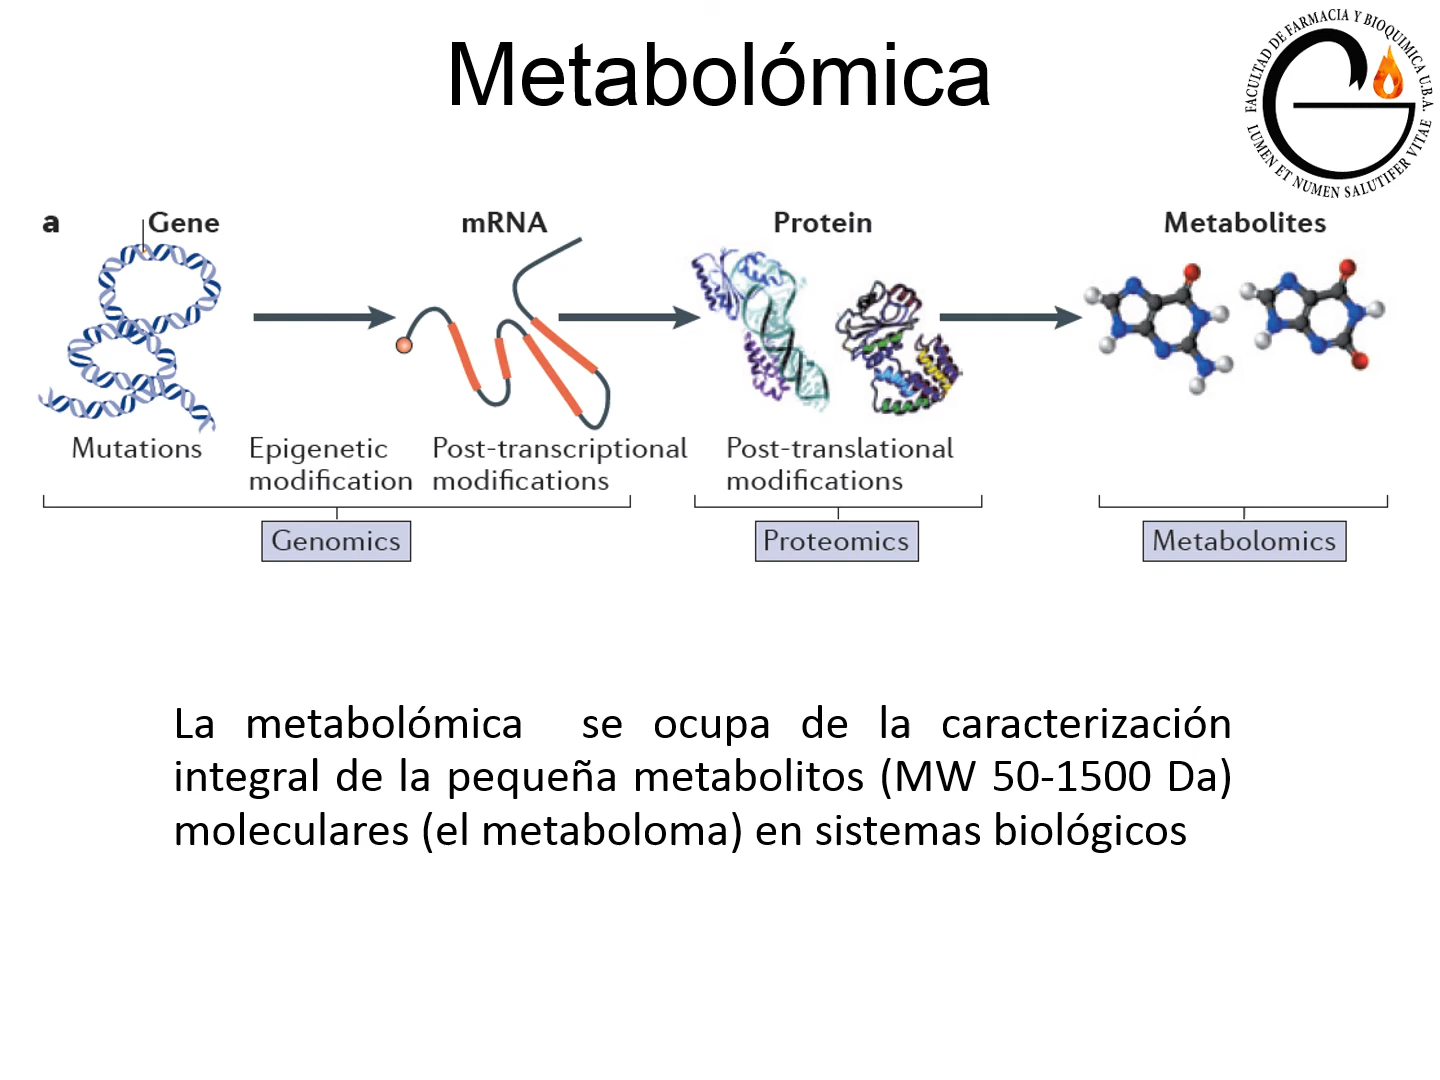 Metabolómica
FACULTAD DE FARMACIA Y BIOQUIMICA U.B.A.
LUMEN ET NUMEN SALUTIFER VITAE
a Gene mRNA Protein Metabolites
Mutations Epigenetic Post-transcriptional Post-translational
modification modifications modifications
Genomics Proteomics Metabolomics
La metabolómica se ocupa de la caracterización
integral de la pequeña metabolitos (MW 50-1500 Da)
moleculares (el metaboloma) en sistemas biológicos